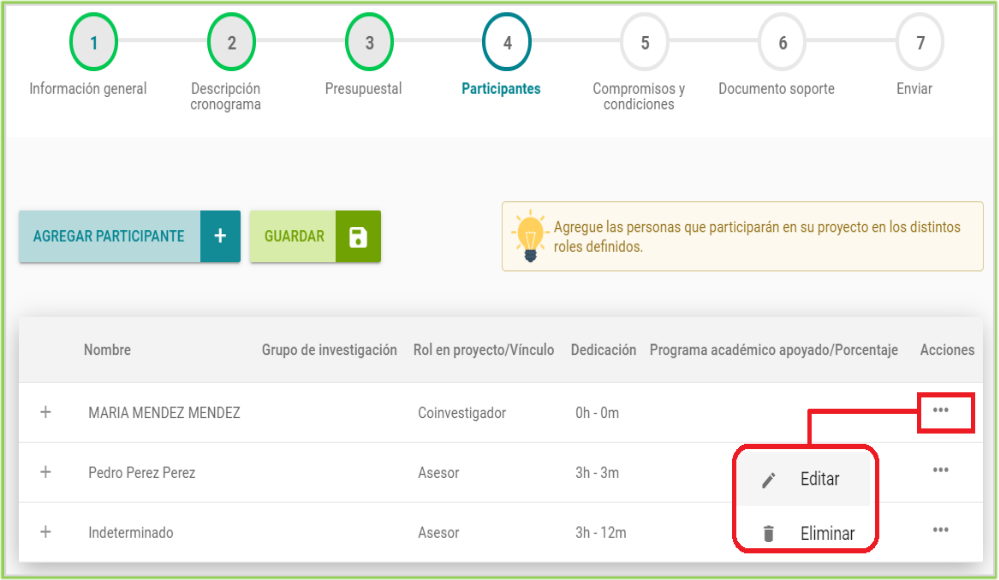 1 2 3 4 5 6 7
Información general Descripción Presupuestal Participantes Compromisos y Documento soporte Enviar
cronograma condiciones
AGREGAR PARTICIPANTE + GUARDAR
Agregue las personas que participarán en su proyecto en los distintos
roles definidos.
Nombre Grupo de investigación Rol en proyecto/Vínculo Dedicación Programa académico apoyado/Porcentaje Acciones
+ MARIA MENDEZ MENDEZ Coinvestigador 0h - 0m •••
+ Pedro Perez Perez Asesor 3h - 3m •••
Editar
+ Indeterminado Asesor 3h - 12m •••
Eliminar